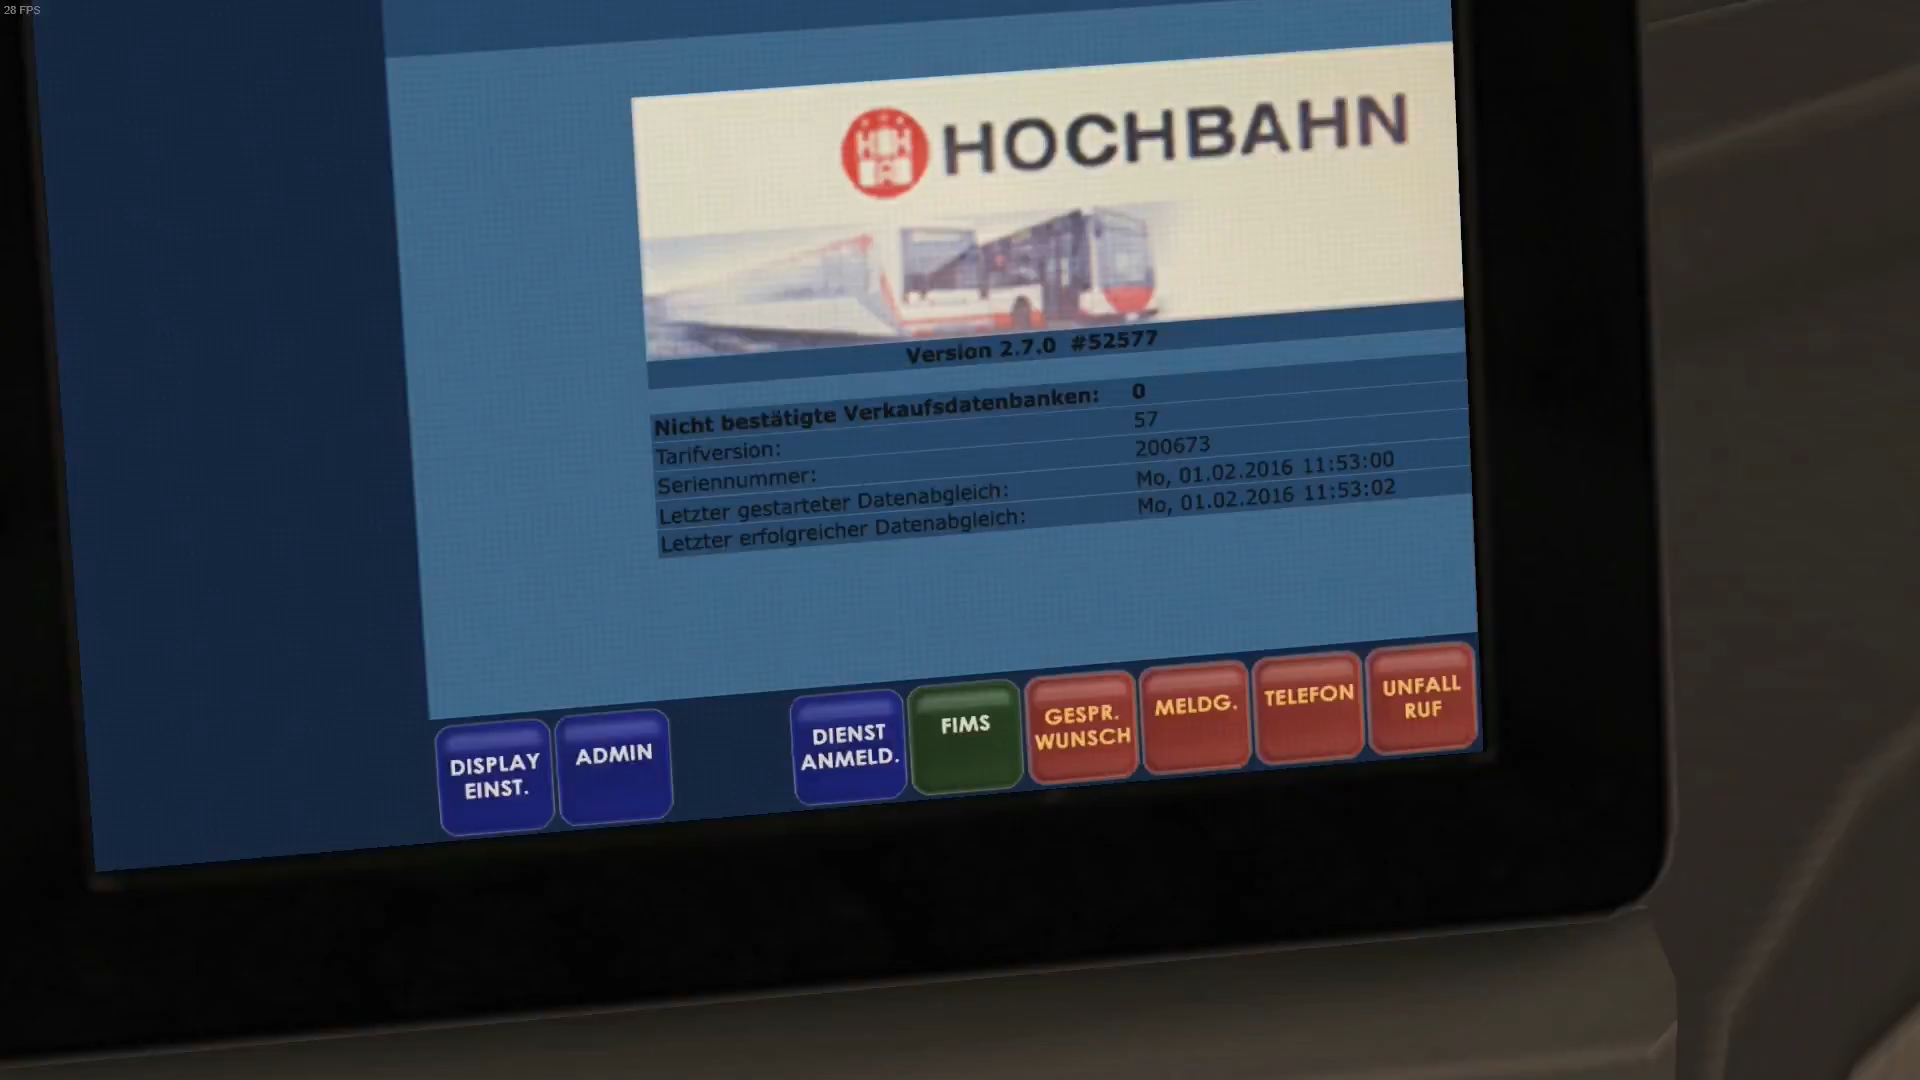 28 FPS
HOCHBAHN
Version 2.7.0 #52577
Nicht bestätigte Verkaufsdatenbanken: 0
Tarifversion: 57
Seriennummer: 200673
Letzter gestarteter Datenabgleich: Mo, 01.02.2016 11:53:00
Letzter erfolgreicher Datenabgleich: Mo, 01.02.2016 11:53:02
DISPLAY
EINST.
ADMIN
DIENST
ANMELD.
FIMS
GESPR.
WUNSCH
MELDG.
TELEFON
UNFALL
RUF